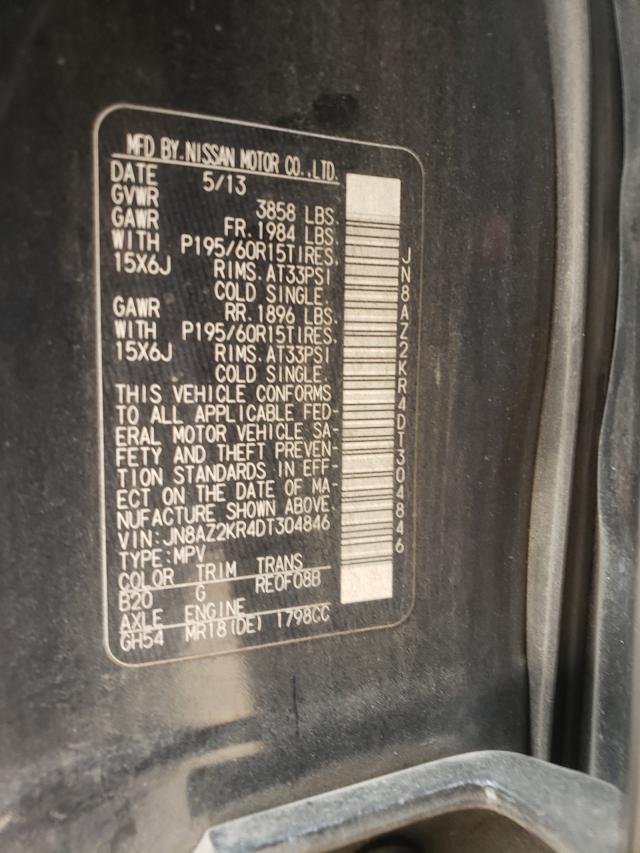 MFD BY.NISSAN MOTOR CO.,LTD.
DATE 5/13
GVWR 3858 LBS.
GAWR FR.1984 LBS.
WITH P195/60R15TIRES.
15X6J RIMS.AT33PSI
COLD SINGLE.
GAWR RR.1896 LBS.
WITH P195/60R15TIRES.
15X6J RIMS.AT33PSI
COLD SINGLE.
THIS VEHICLE CONFORMS
TO ALL APPLICABLE FED-
ERAL MOTOR VEHICLE SA-
FETY AND THEFT PREVEN-
TION STANDARDS IN EFF-
ECT ON THE DATE OF MA-
NUFACTURE SHOWN ABOVE.
VIN:JN8AZ2KR4DT304846
TYPE:MPV
COLOR TRIM TRANS
B20 G RE0F08B
AXLE ENGINE
GH54 MR18(DE) 1798CC
JN8AZ2KR4DT304846